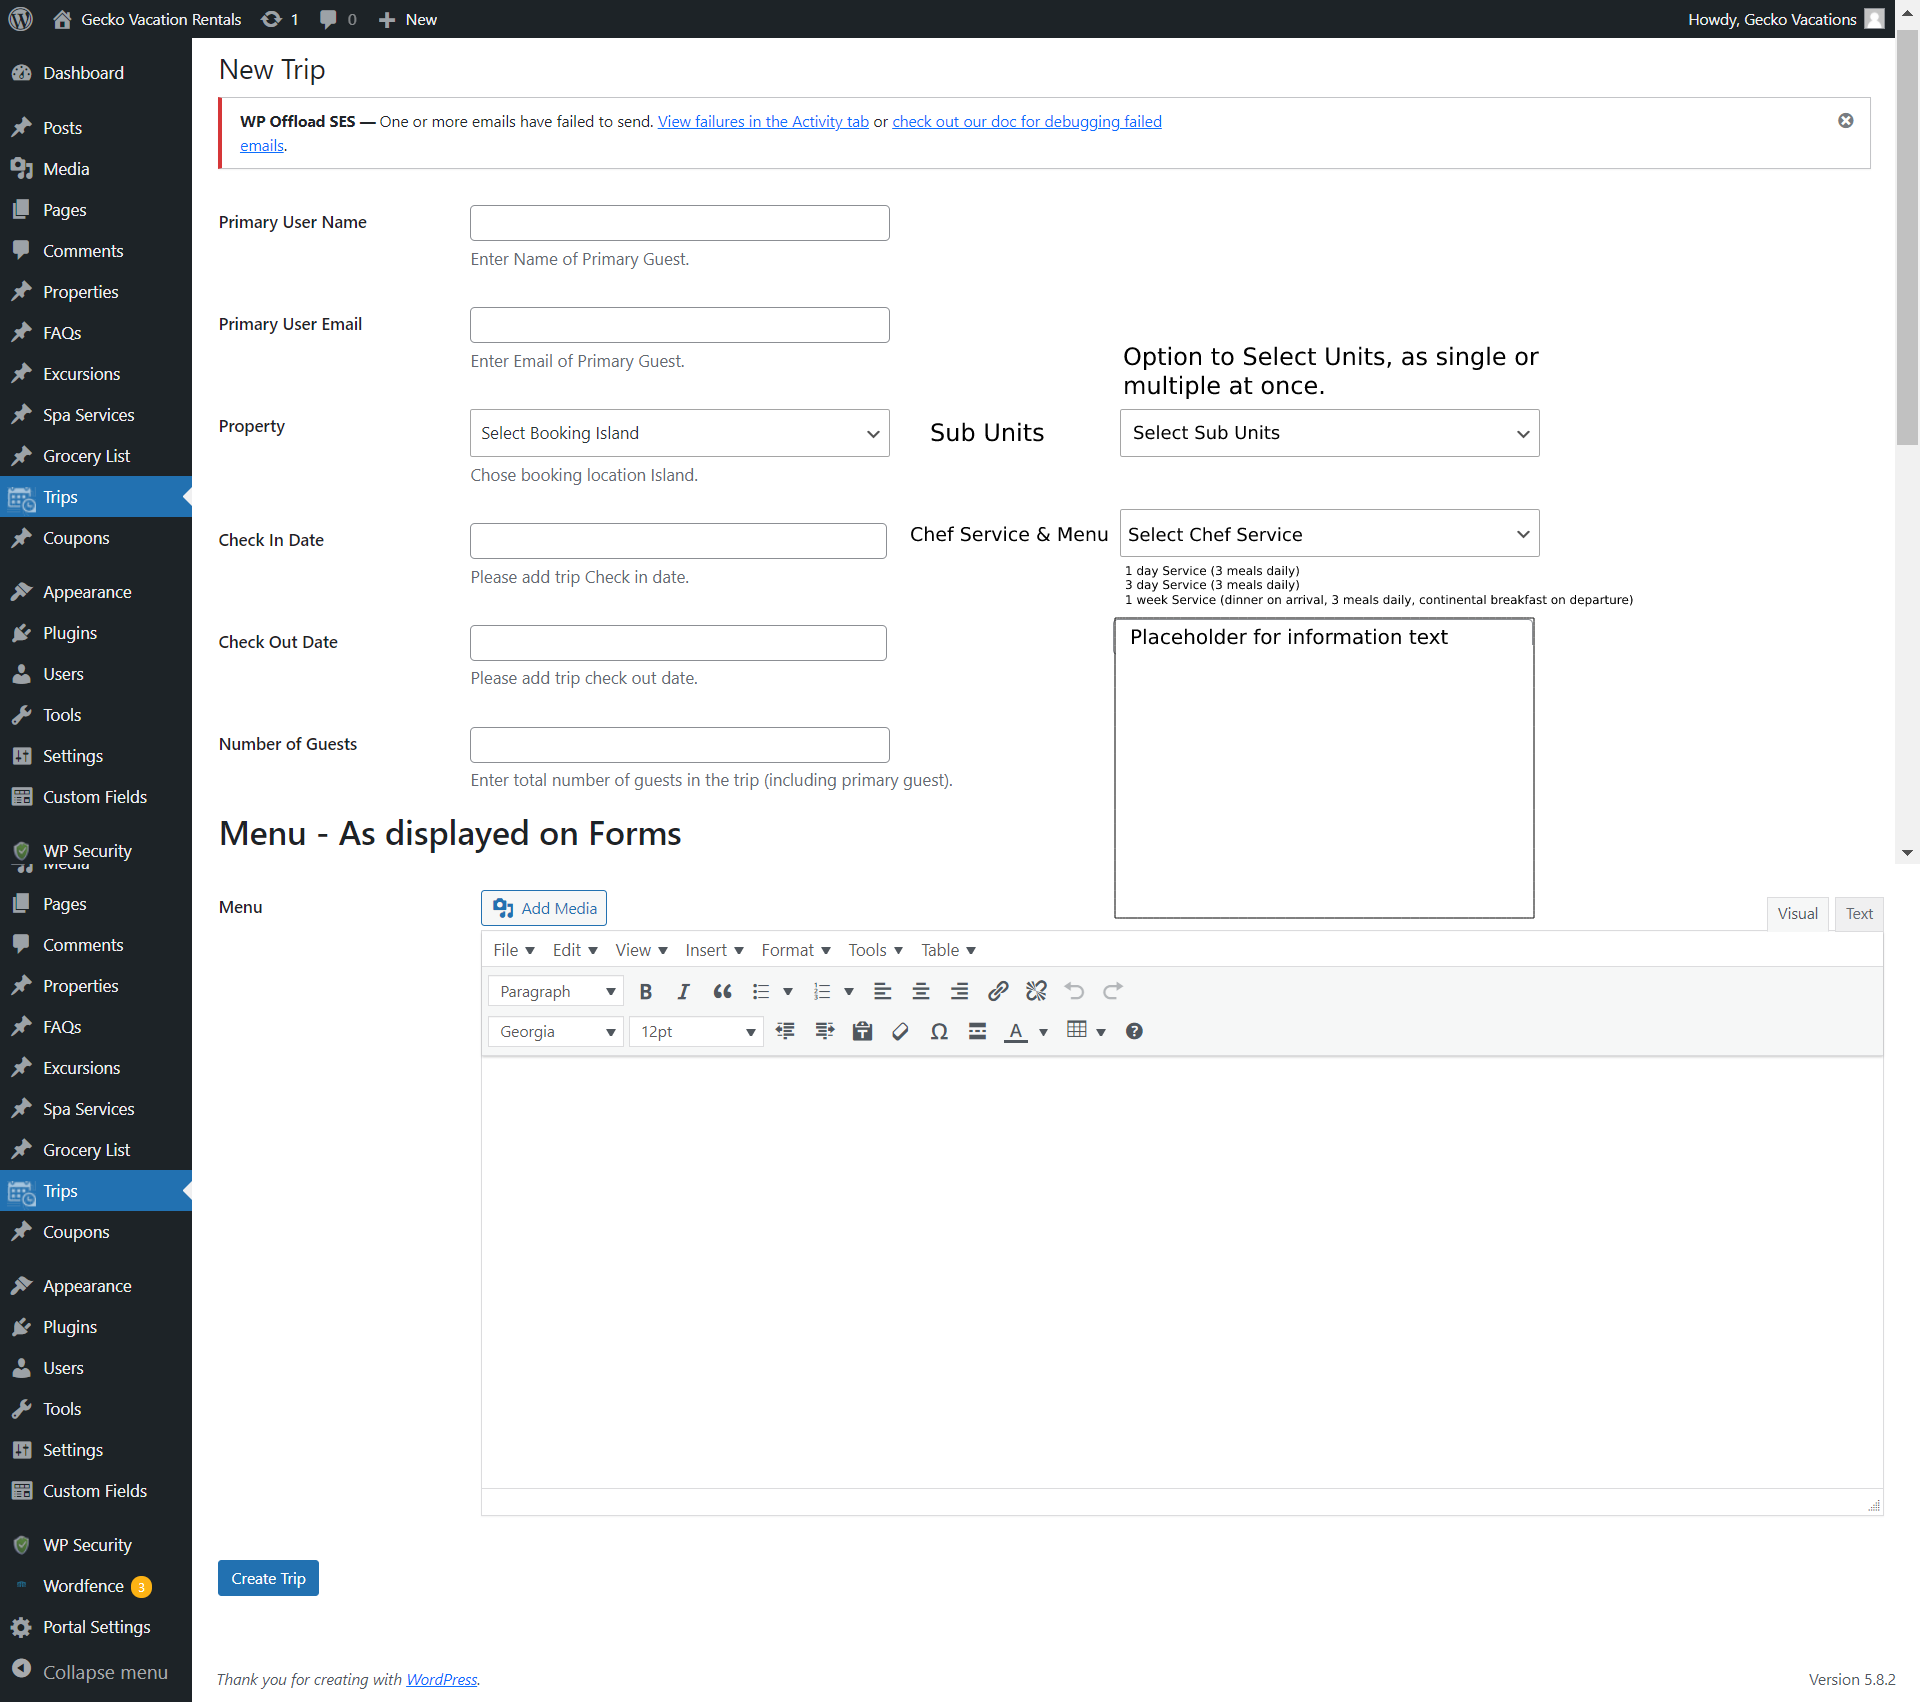 Gecko Vacation Rentals 1 0 New
Howdy, Gecko Vacations
Dashboard
Posts
Media
Pages
Comments
Properties
FAQs
Excursions
Spa Services
Grocery List
Trips
Coupons
Appearance
Plugins
Users
Tools
Settings
Custom Fields
WP Security
Media
Pages
Comments
Properties
FAQs
Excursions
Spa Services
Grocery List
Trips
Coupons
Appearance
Plugins
Users
Tools
Settings
Custom Fields
WP Security
Wordfence 3
Portal Settings
Collapse menu
New Trip
WP Offload SES — One or more emails have failed to send. View failures in the Activity tab or check out our doc for debugging failed
emails.
Primary User Name
Enter Name of Primary Guest.
Primary User Email
Enter Email of Primary Guest.
Option to Select Units, as single or
multiple at once.
Property
Select Booking Island
Sub Units
Select Sub Units
Chose booking location Island.
Check In Date
Chef Service & Menu
Select Chef Service
Please add trip Check in date.
1 day Service (3 meals daily)
3 day Service (3 meals daily)
1 week Service (dinner on arrival, 3 meals daily, continental breakfast on departure)
Check Out Date
Placeholder for information text
Please add trip check out date.
Number of Guests
Enter total number of guests in the trip (including primary guest).
Menu - As displayed on Forms
Menu
Add Media
Visual Text
File Edit View Insert Format Tools Table
Paragraph B I
Georgia 12pt Ω A
Create Trip
Thank you for creating with WordPress.
Version 5.8.2